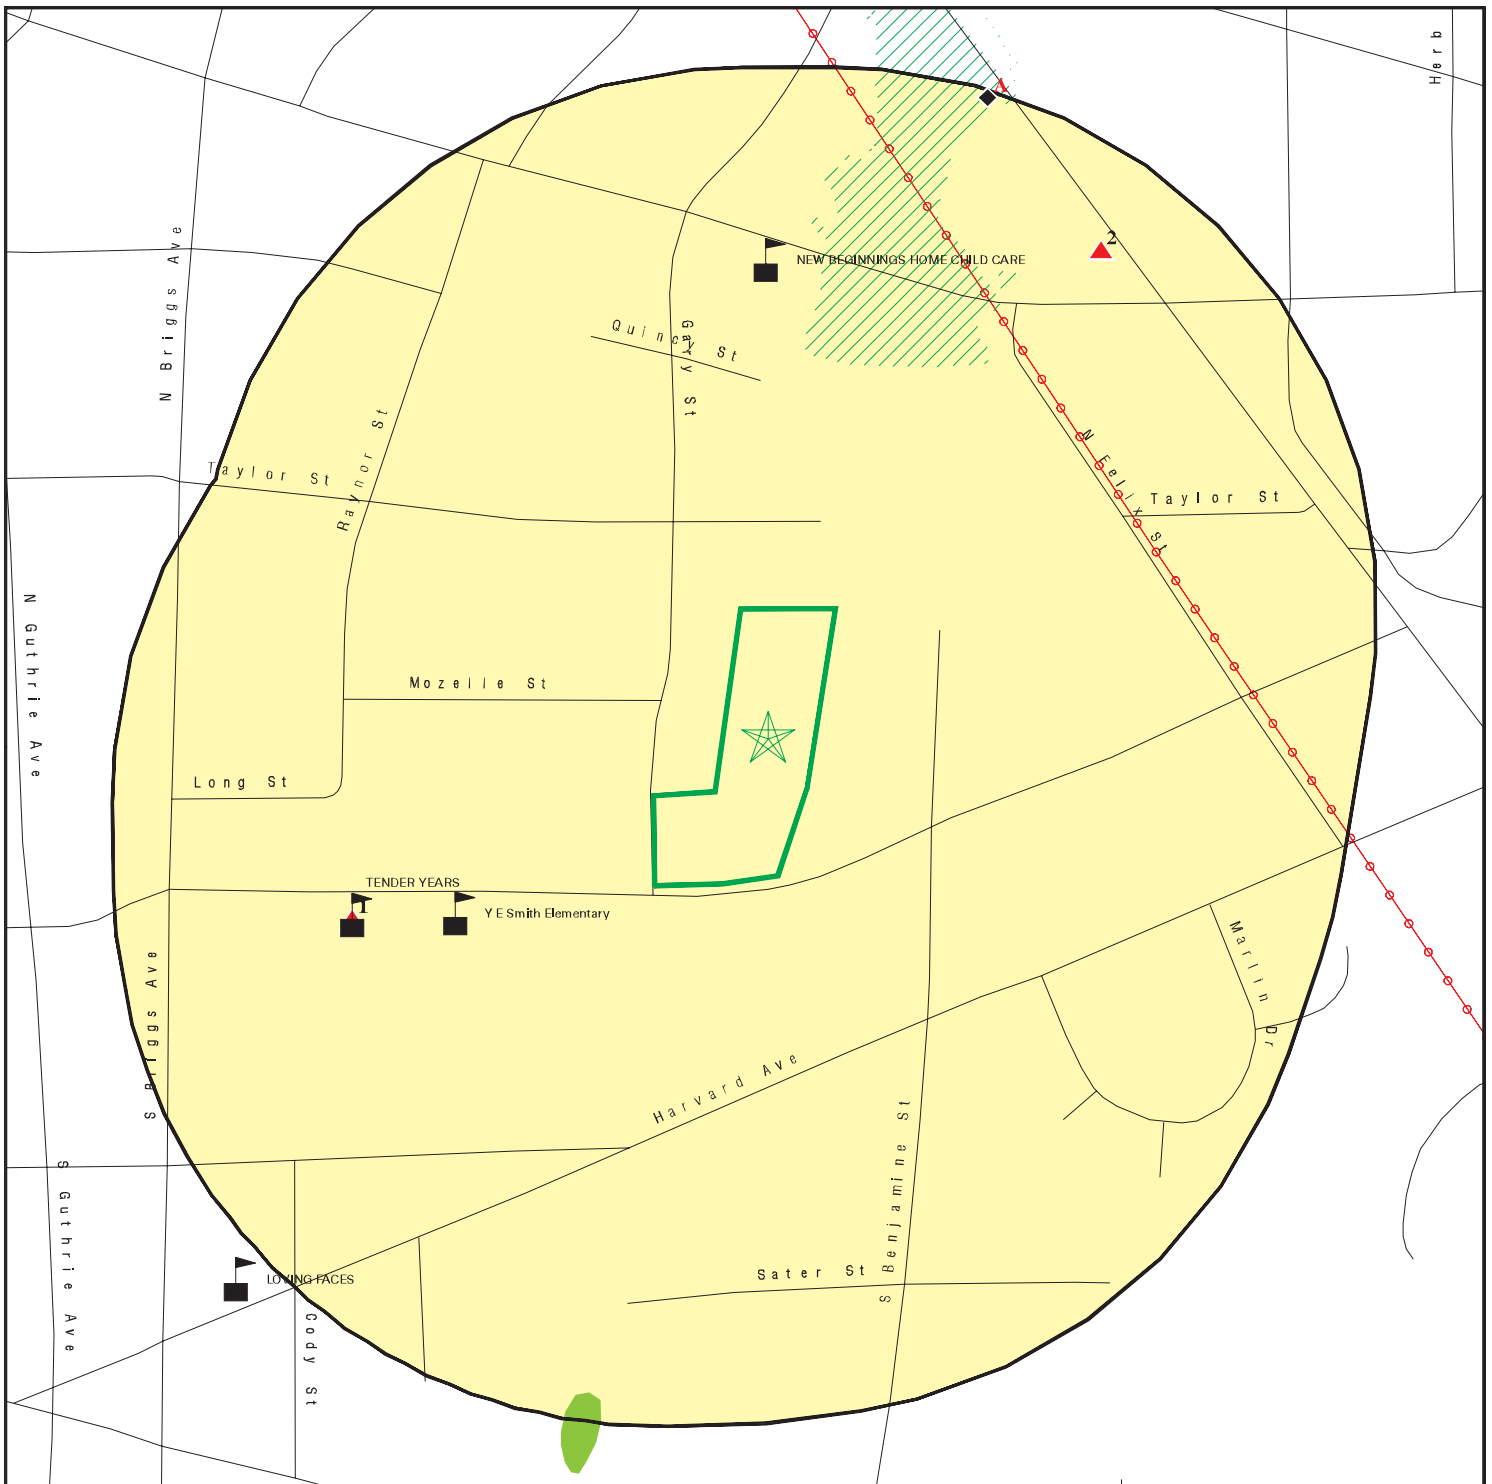 Herb
A
N Briggs Ave
2
NEW BEGINNINGS HOME CHILD CARE
Quincy St
Gary St
Raynor St
Taylor St
N Eelix St
Taylor St
N Guthrie Ave
Mozelle St
Long St
TENDER YEARS
1
Y E Smith Elementary
Marlin Dr
S Briggs Ave
Harvard Ave
S Benjamine St
S Guthrie Ave
LOVING FACES
Sater St
Cody St